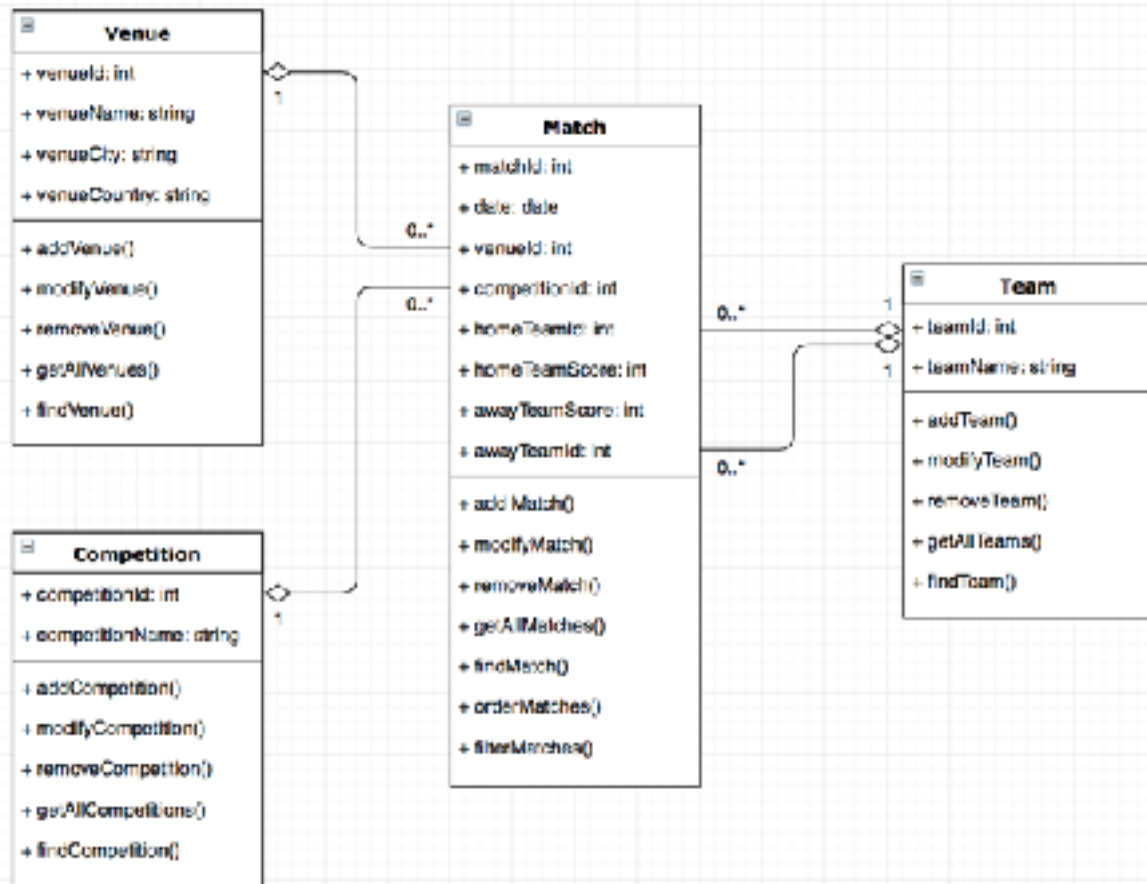 Venue
+ venueId: int
+ venueName: string
+ venueCity: string
+ venueCountry: string
+ addVenue()
+ modifyVenue()
+ removeVenue()
+ getAllVenues()
+ findVenue()
1
0..*
Competition
+ competitionId: int
+ competitionName: string
+ addCompetition()
+ modifyCompetition()
+ removeCompetition()
+ getAllCompetitions()
+ findCompetition()
1
0..*
Match
+ matchId: int
+ date: date
+ venueId: int
+ competitionId: int
+ homeTeamId: int
+ homeTeamScore: int
+ awayTeamScore: int
+ awayTeamId: int
+ add Match()
+ modifyMatch()
+ removeMatch()
+ getAllMatches()
+ findMatch()
+ orderMatches()
+ filterMatches()
0..*
1
0..*
1
Team
+ teamId: int
+ teamName: string
+ addTeam()
+ modifyTeam()
+ removeTeam()
+ getAllTeams()
+ findTeam()